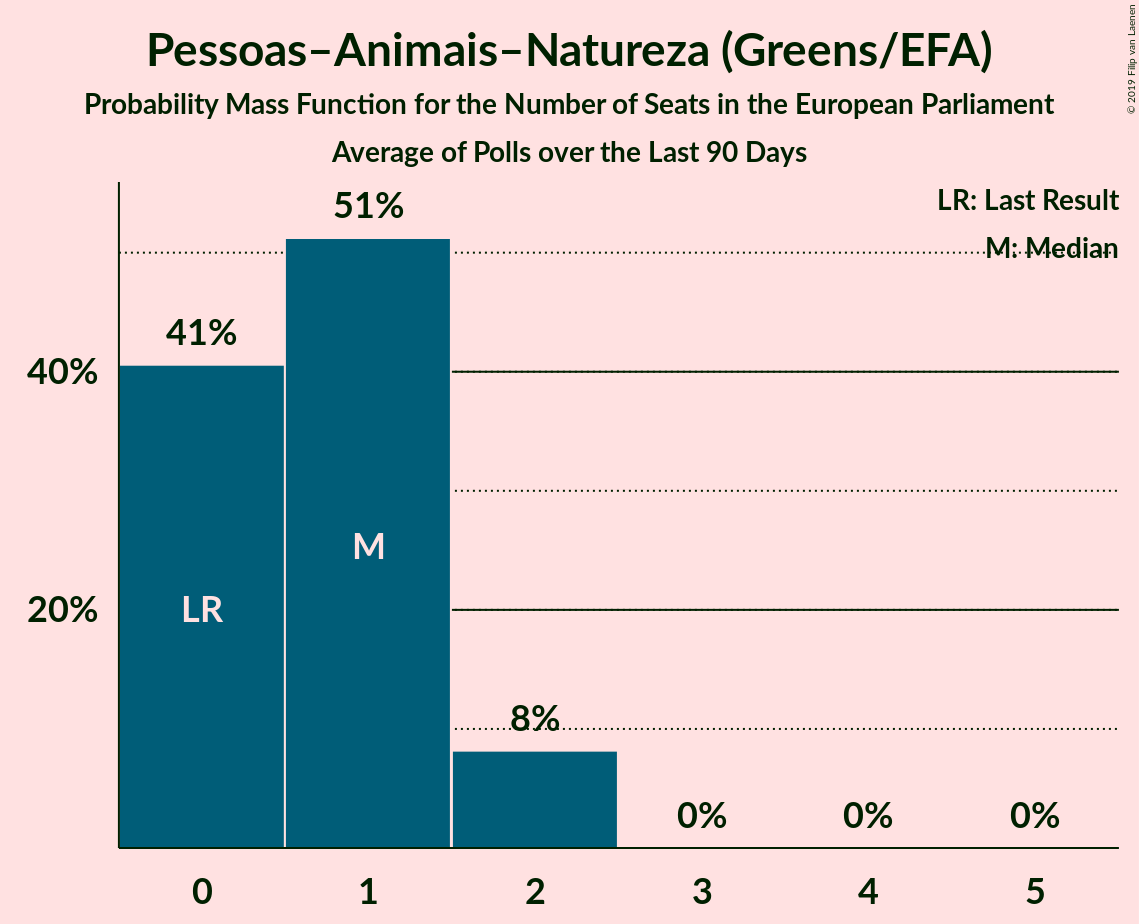 Pessoas–Animais–Natureza (Greens/EFA)
Probability Mass Function for the Number of Seats in the European Parliament
Average of Polls over the Last 90 Days
© 2019 Filip van Laenen
LR: Last Result
M: Median
51%
41%
40%
M
LR
20%
8%
0%
0%
0%
0
1
2
3
4
5